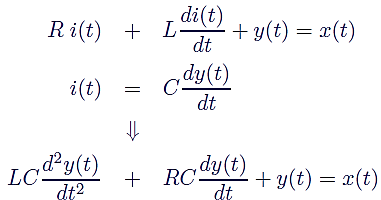 R i(t) + L di(t)/dt + y(t) = x(t)
i(t) = C dy(t)/dt
⇓
LC d²y(t)/dt² + RC dy(t)/dt + y(t) = x(t)